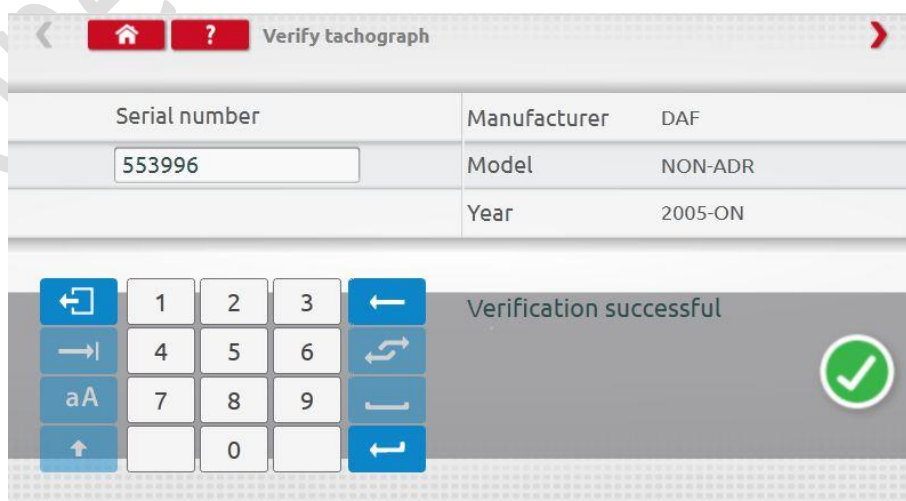 ? Verify tachograph
Serial number
553996
Manufacturer DAF
Model NON-ADR
Year 2005-ON
1 2 3
4 5 6
aA 7 8 9
0
Verification successful